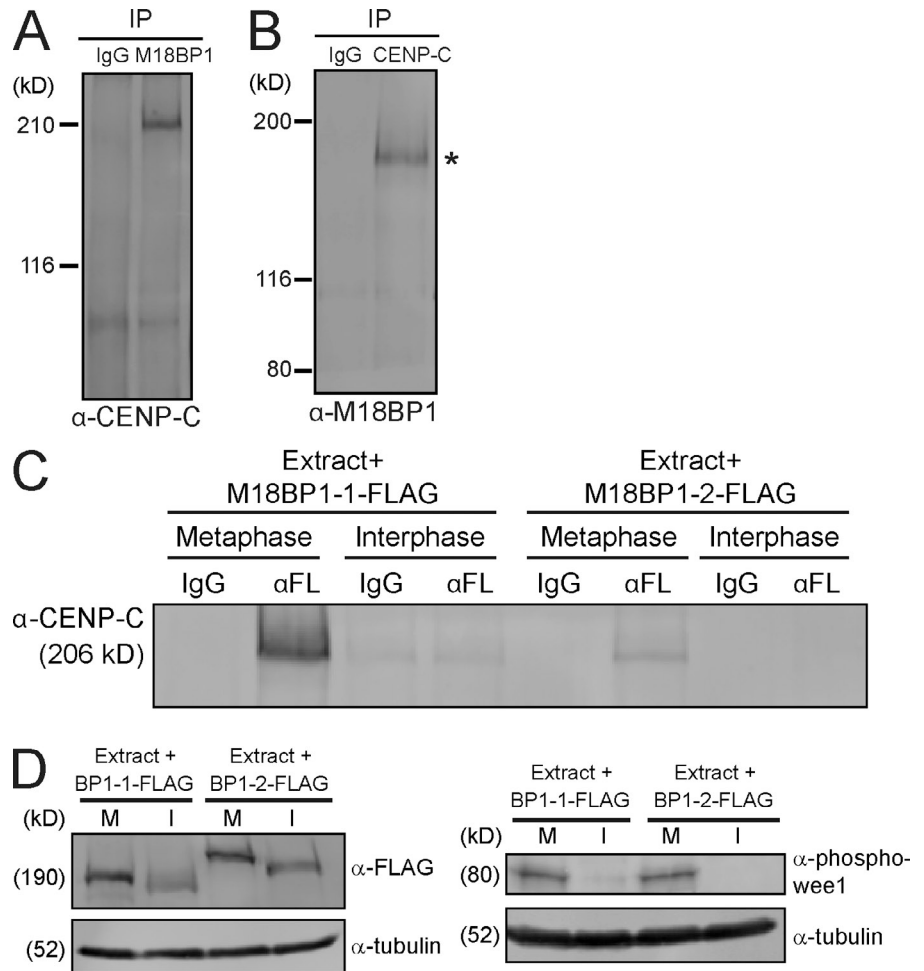 A
IP
IgG M18BP1
(kD)
210
116
α-CENP-C
B
IP
IgG CENP-C
(kD)
200
*
116
80
α-M18BP1
C
Extract+
M18BP1-1-FLAG
Extract+
M18BP1-2-FLAG
Metaphase Interphase Metaphase Interphase
IgG αFL IgG αFL IgG αFL IgG αFL
α-CENP-C
(206 kD)
D
Extract +
BP1-1-FLAG
Extract +
BP1-2-FLAG
(kD) M I M I
(190) α-FLAG
(52) α-tubulin
Extract +
BP1-1-FLAG
Extract +
BP1-2-FLAG
(kD) M I M I
(80) α-phospho-
wee1
(52) α-tubulin